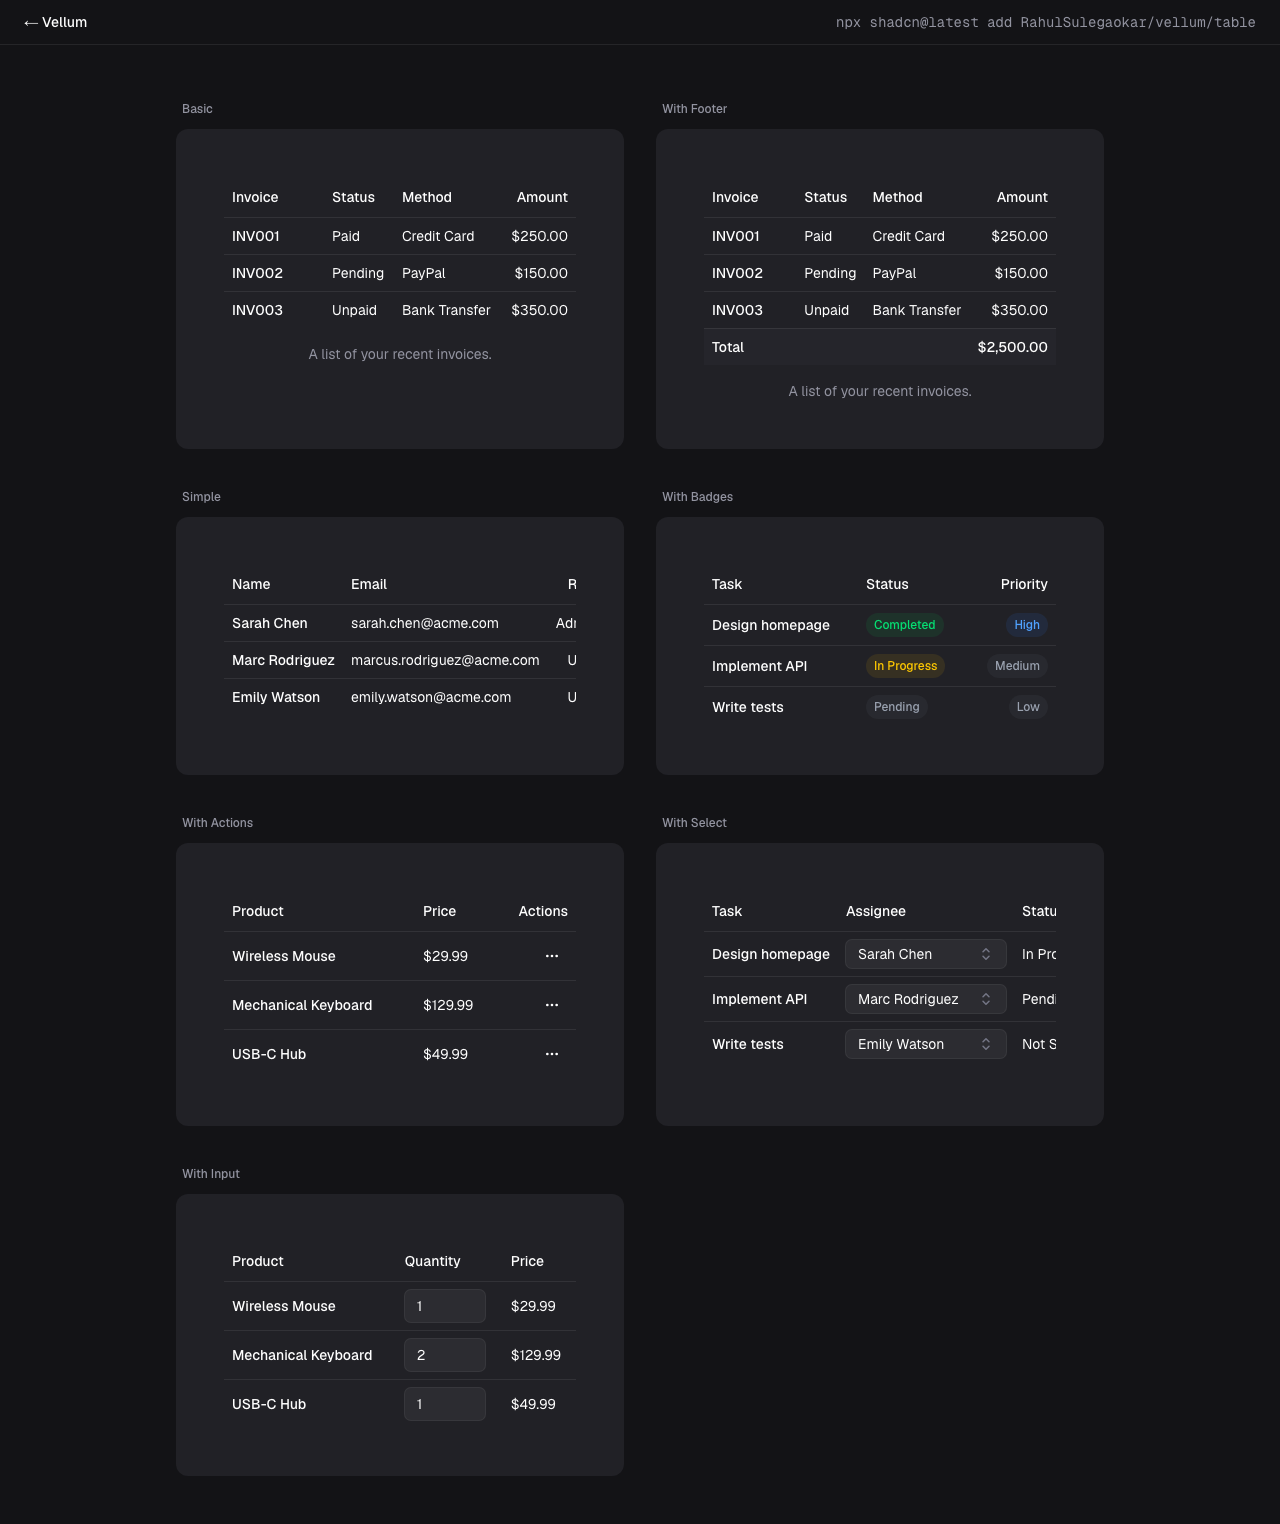 ← Vellum
npx shadcn@latest add RahulSulegaokar/vellum/table
Basic
Invoice Status Method Amount
INV001 Paid Credit Card $250.00
INV002 Pending PayPal $150.00
INV003 Unpaid Bank Transfer $350.00
A list of your recent invoices.
With Footer
Invoice Status Method Amount
INV001 Paid Credit Card $250.00
INV002 Pending PayPal $150.00
INV003 Unpaid Bank Transfer $350.00
Total $2,500.00
A list of your recent invoices.
Simple
Name Email R
Sarah Chen sarah.chen@acme.com Adr
Marc Rodriguez marcus.rodriguez@acme.com U
Emily Watson emily.watson@acme.com U
With Badges
Task Status Priority
Design homepage Completed High
Implement API In Progress Medium
Write tests Pending Low
With Actions
Product Price Actions
Wireless Mouse $29.99 ···
Mechanical Keyboard $129.99 ···
USB-C Hub $49.99 ···
With Select
Task Assignee Statu
Design homepage Sarah Chen In Pro
Implement API Marc Rodriguez Pendi
Write tests Emily Watson Not S
With Input
Product Quantity Price
Wireless Mouse 1 $29.99
Mechanical Keyboard 2 $129.99
USB-C Hub 1 $49.99